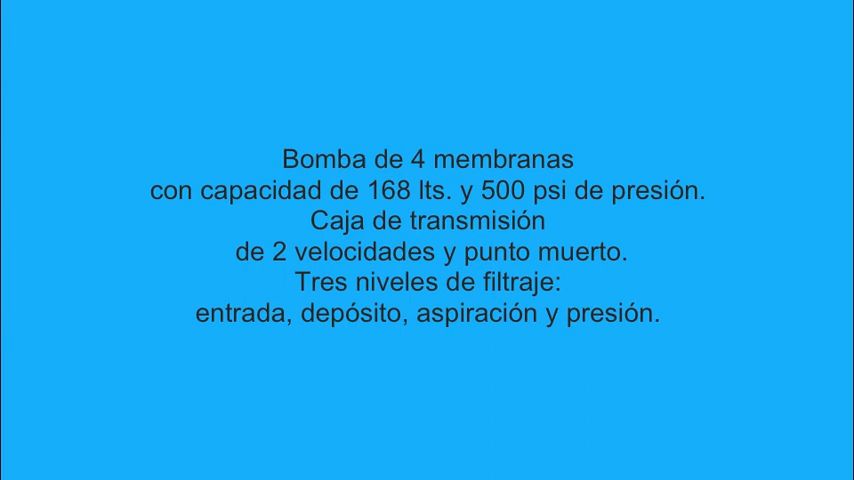 Bomba de 4 membranas
con capacidad de 168 lts. y 500 psi de presión.
Caja de transmisión
de 2 velocidades y punto muerto.
Tres niveles de filtraje:
entrada, depósito, aspiración y presión.